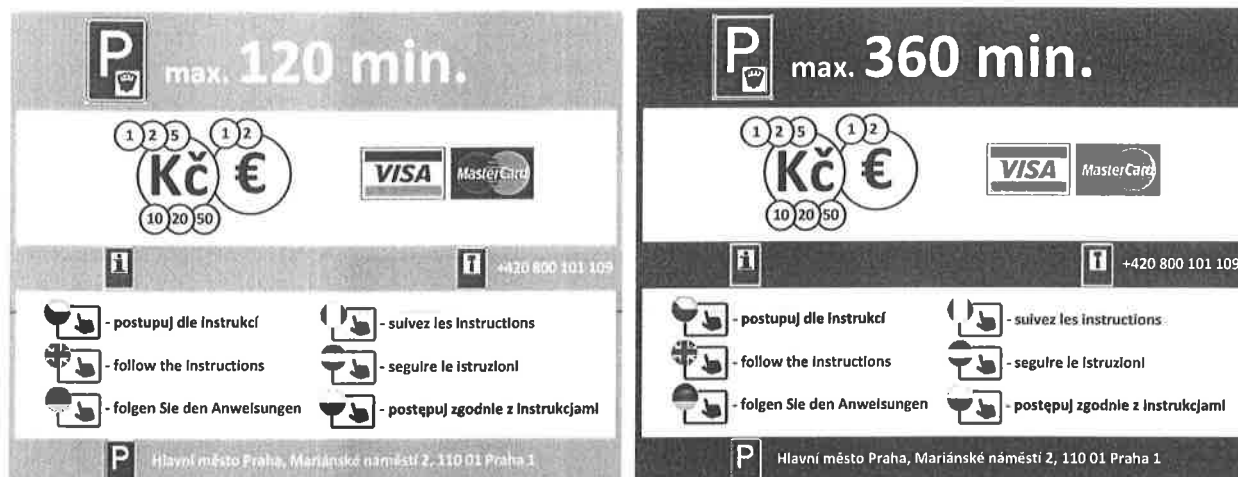 P max. 120 min.
1 2 5 1 2
Kč €
10 20 50
VISA MasterCard
i T +420 800 101 109
- postupuj dle instrukcí
- suivez les instructions
- follow the instructions
- seguire le istruzioni
- folgen Sie den Anweisungen
- postępuj zgodnie z instrukcjami
P Hlavní město Praha, Mariánské náměstí 2, 110 01 Praha 1
P max. 360 min.
1 2 5 1 2
Kč €
10 20 50
VISA MasterCard
i T +420 800 101 109
- postupuj dle instrukcí
- suivez les instructions
- follow the instructions
- seguire le istruzioni
- folgen Sie den Anweisungen
- postępuj zgodnie z instrukcjami
P Hlavní město Praha, Mariánské náměstí 2, 110 01 Praha 1